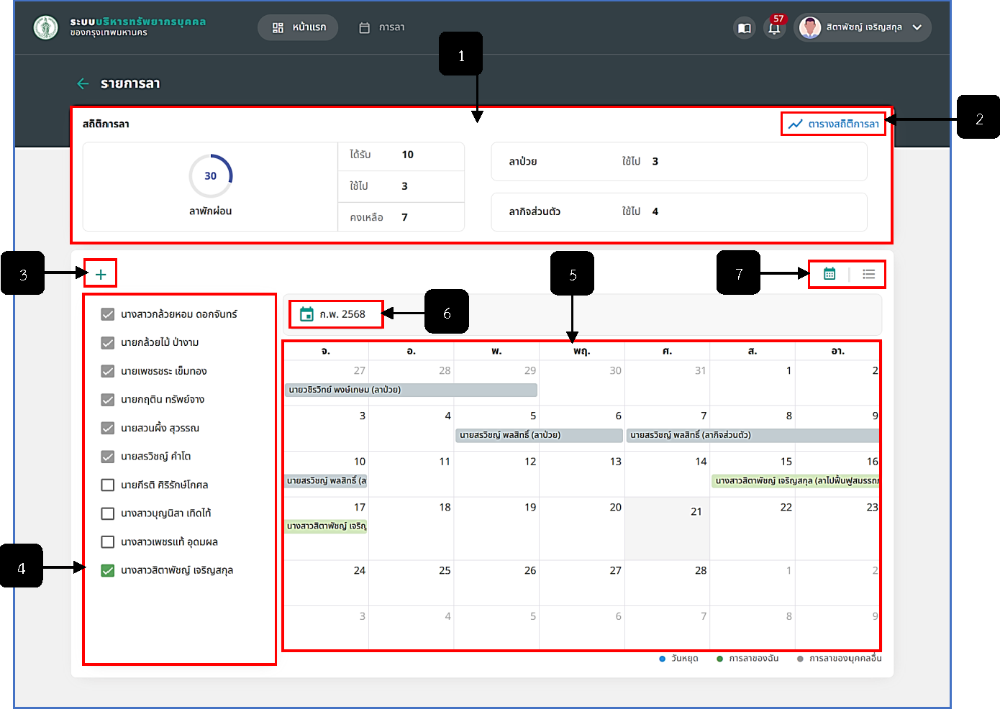 ระบบบริหารทรัพยากรบุคคล
ของกรุงเทพมหานคร
หน้าแรก
การลา
57
สิตาพัชญ์ เจริญสกุล
1
รายการลา
2
สถิติการลา
ตารางสถิติการลา
30
ลาพักผ่อน
ได้รับ 10
ใช้ไป 3
คงเหลือ 7
ลาป่วย ใช้ไป 3
ลากิจส่วนตัว ใช้ไป 4
3
5
7
6
4
นางสาวกล้วยหอม ดอกจันทร์
นายกล้วยไม้ ป่างาม
นายเพชรชระ เข็มทอง
นายกฤติน ทรัพย์จาง
นายสวนผึ้ง สุวรรณ
นายสรวิชญ์ คำโต
นายกีรติ ศิริรักษ์โกศล
นางสาวบุญนิสา เทิดไท้
นางสาวเพชรแท้ อุดมผล
นางสาวสิตาพัชญ์ เจริญสกุล
ก.พ. 2568
จ. อ. พ. พฤ. ศ. ส. อา.
27 28 29 30 31 1 2
นายวชิรวิทย์ พงษ์เกษม (ลาป่วย)
3 4 5 6 7 8 9
นายสรวิชญ์ พลสิทธิ์ (ลาป่วย)
นายสรวิชญ์ พลสิทธิ์ (ลากิจส่วนตัว)
10 11 12 13 14 15 16
นายสรวิชญ์ พลสิทธิ์ (ล
นางสาวสิตาพัชญ์ เจริญสกุล (ลาไปฟื้นฟูสมรรถภ
17 18 19 20 21 22 23
นางสาวสิตาพัชญ์ เจริญ
24 25 26 27 28 1 2
3 4 5 6 7 8 9
วันหยุด
การลาของฉัน
การลาของบุคคลอื่น